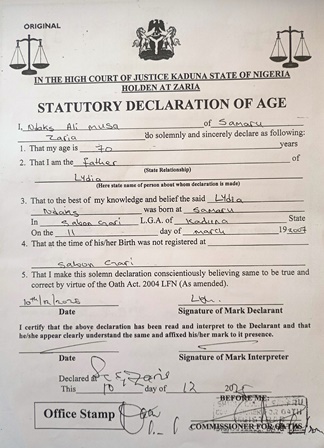 ORIGINAL
IN THE HIGH COURT OF JUSTICE KADUNA STATE OF NIGERIA
HOLDEN AT ZARIA
STATUTORY DECLARATION OF AGE
I, Ndaks Ali Musa of Samaru
Zaria do solemnly and sincerely declare as following:
1. That my age is 70 years
2. That I am the father of
(State Relationship)
Lydia
(Here state name of person about whom declaration is made)
3. That to the best of my knowledge and belief the said Lydia
Ndaks was born at Samaru
In Sabon Gari L.G.A. of Kaduna State
On the 11 day of march
4. That at the time of his/her Birth was not registered at
Sabon Gari
5. That I make this solemn declaration conscientiously believing same to be true and
correct by virtue of the Oath Act. 2004 LFN (As amended).
Date Signature of Mark Declarant
I certify that the above declaration has been read and interpret to the Declarant and that
he/she appear clearly understand the same and affixed his/her mark to it presence.
Date Signature of Mark Interpreter
Declared at
This 10 day of 12
BEFORE ME:
Office Stamp
COMMISSIONER FOR OATHS